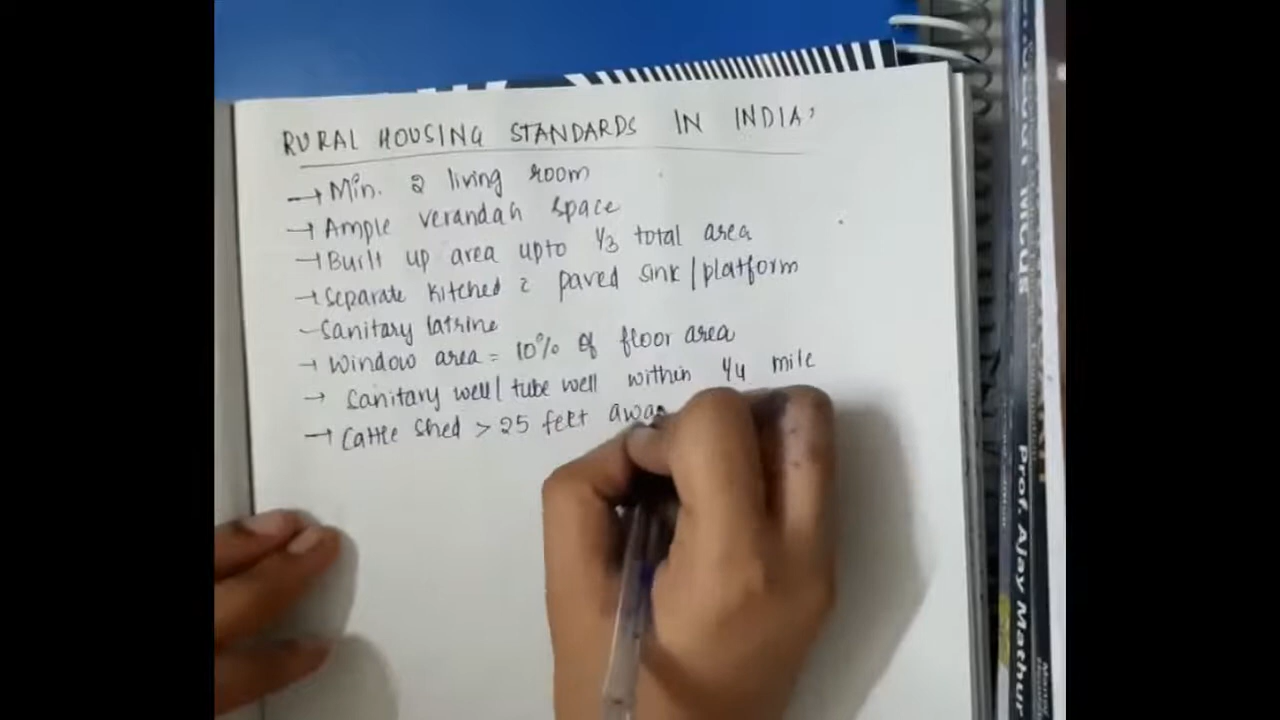 RURAL HOUSING STANDARDS IN INDIA:
→ Min. 2 living room
→ Ample verandah space
→ Built up area upto 1/3 total area
→ Separate kitched c paved sink/platform
- Sanitary latrine
→ Window area = 10% of floor area
→ Sanitary well/ tube well within 1/4 mile
→ Cattle shed > 25 feet away
Prof. Ajay Mathur